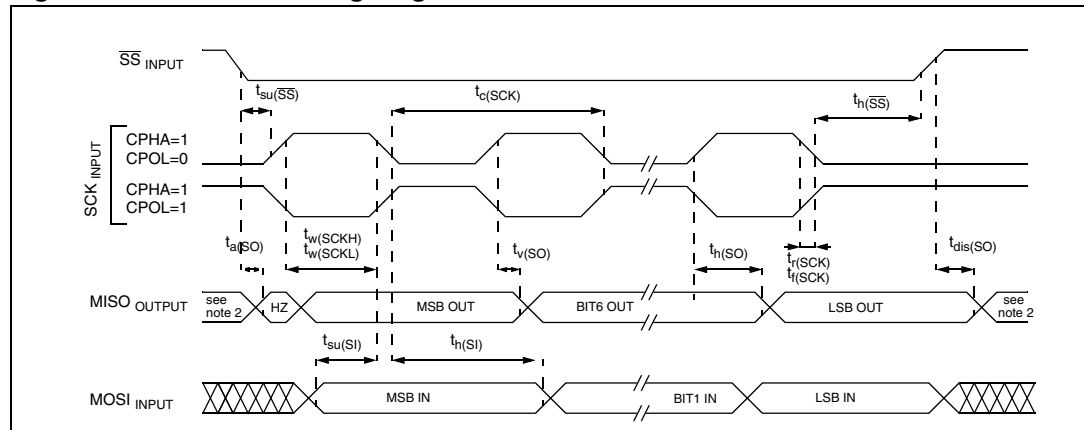 SS INPUT
tsu(SS)
tc(SCK)
th(SS)
SCK INPUT
CPHA=1
CPOL=0
CPHA=1
CPOL=1
ta(SO)
tw(SCKH)
tw(SCKL)
tv(SO)
th(SO)
tr(SCK)
tf(SCK)
tdis(SO)
MISO OUTPUT
see
note 2
HZ
MSB OUT
BIT6 OUT
LSB OUT
see
note 2
tsu(SI)
th(SI)
MOSI INPUT
MSB IN
BIT1 IN
LSB IN